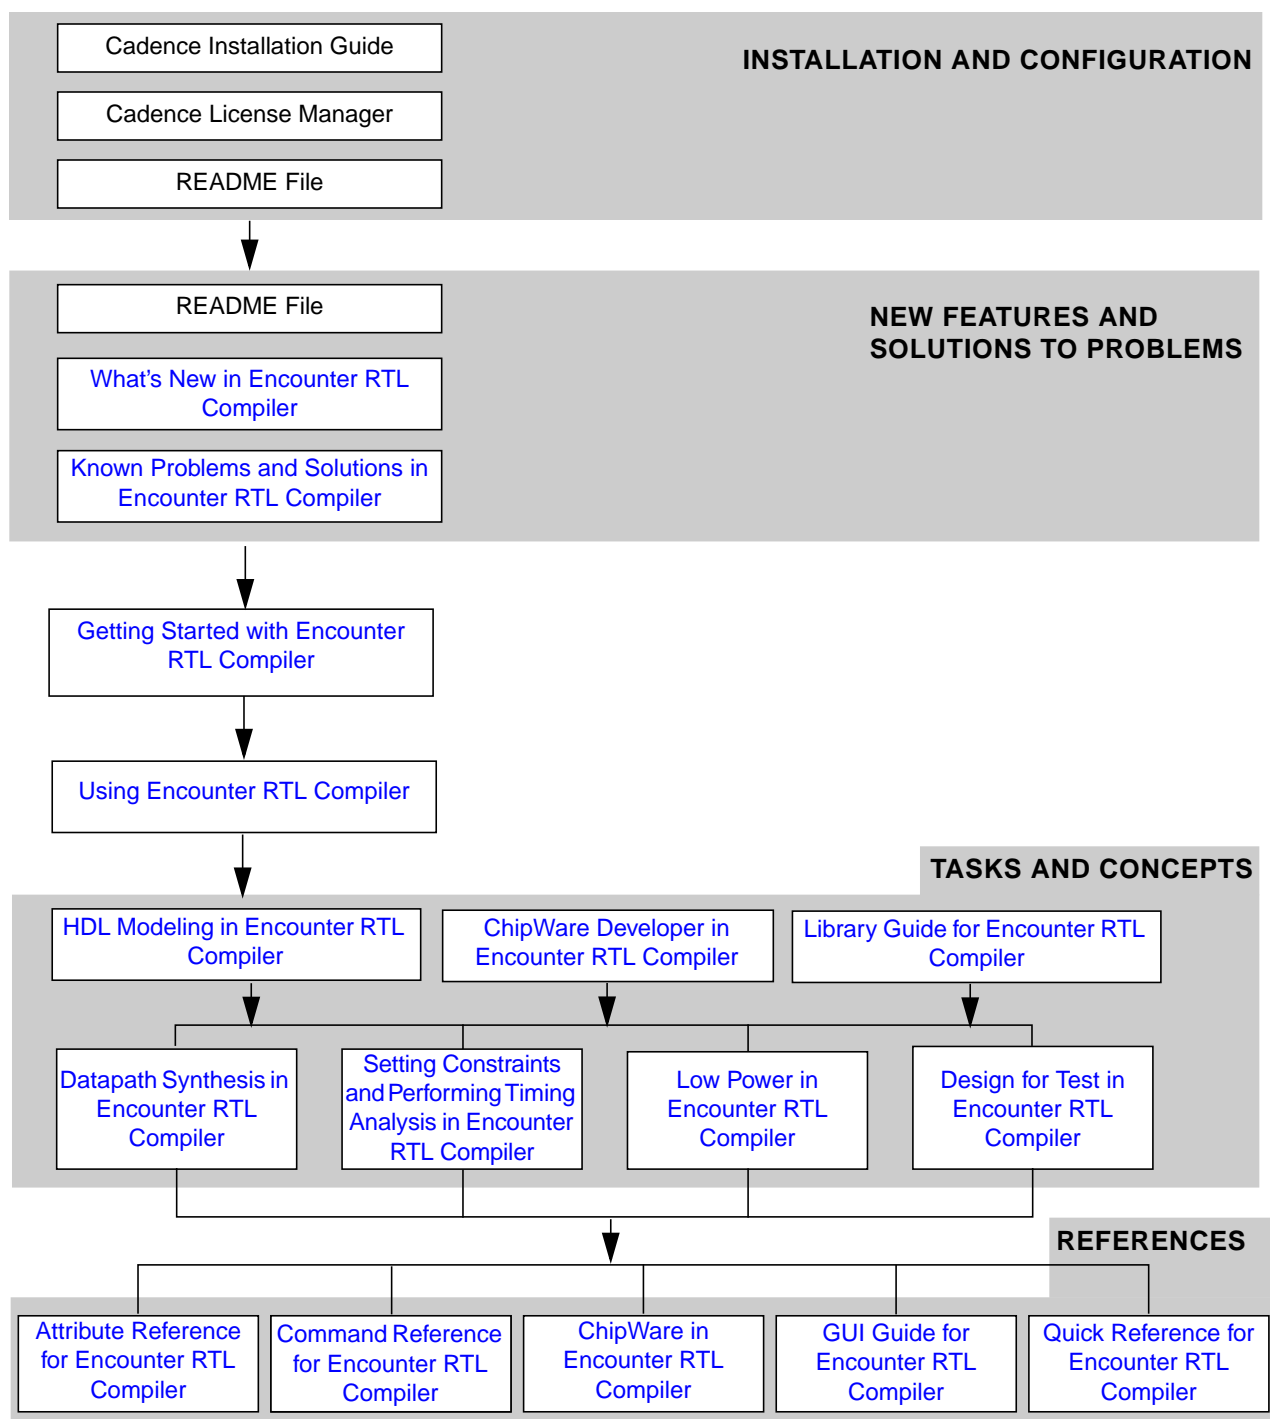 Cadence Installation Guide
INSTALLATION AND CONFIGURATION
Cadence License Manager
README File
README File
NEW FEATURES AND
SOLUTIONS TO PROBLEMS
What's New in Encounter RTL
Compiler
Known Problems and Solutions in
Encounter RTL Compiler
Getting Started with Encounter
RTL Compiler
Using Encounter RTL Compiler
TASKS AND CONCEPTS
HDL Modeling in Encounter RTL
Compiler
ChipWare Developer in
Encounter RTL Compiler
Library Guide for Encounter RTL
Compiler
Datapath Synthesis in
Encounter RTL
Compiler
Setting Constraints
and Performing Timing
Analysis in Encounter
RTL Compiler
Low Power in
Encounter RTL
Compiler
Design for Test in
Encounter RTL
Compiler
REFERENCES
Attribute Reference
for Encounter RTL
Compiler
Command Reference
for Encounter RTL
Compiler
ChipWare in
Encounter RTL
Compiler
GUI Guide for
Encounter RTL
Compiler
Quick Reference for
Encounter RTL
Compiler